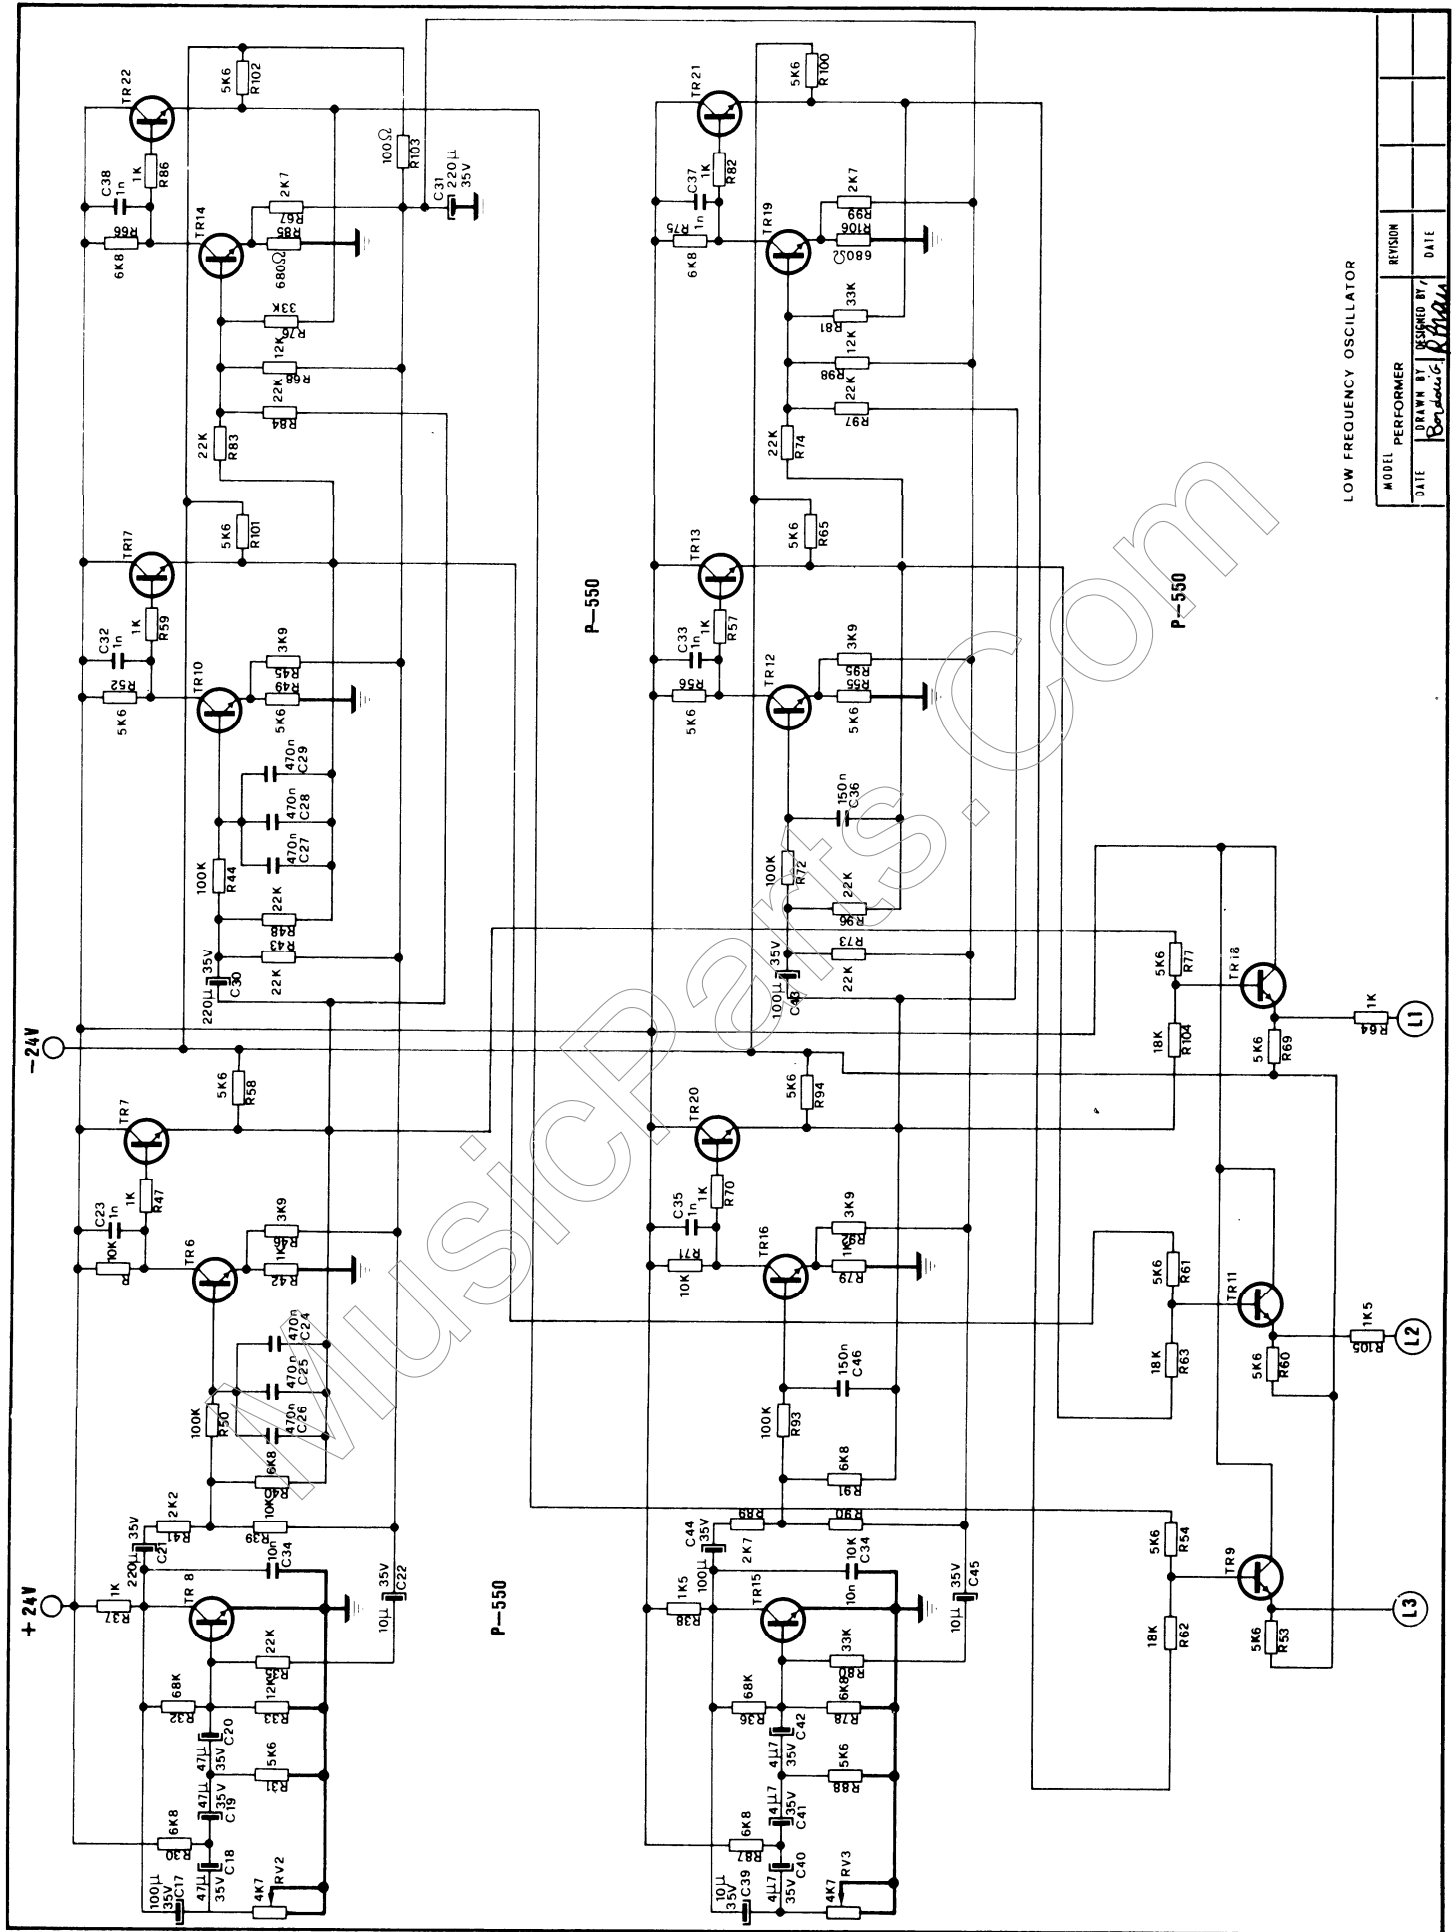 +24V
-24V
R37
1K
220µ
35V
C21
2K2
R41
R32
68K
TR 8
10n
C34
10K
R39
R35
22K
12K
R33
5K6
R31
47µ
35V
C20
47µ
35V
C19
6K8
R30
47µ
35V
C18
100µ
35V
C17
4K7
RV2
10µ
35V
C22
6K8
R40
100K
R50
470n
C26
470n
C25
470n
C24
10K
C23
1n
1K
R47
TR7
TR6
1K
R42
3K9
R46
5K6
R58
220µ
35V
C30
22K
R43
22K
R48
100K
R44
470n
C27
470n
C28
470n
C29
5K6
R52
C32
1n
1K
R59
TR17
TR10
5K6
R49
3K9
R45
5K6
R101
22K
R83
22K
R84
12K
R68
33K
R76
6K8
R66
C38
1n
1K
R86
TR22
TR14
680Ω
R85
2K7
R67
5K6
R102
100Ω
R103
C31
220µ
35V
P-550
P-550
1K5
R38
100µ
35V
C44
2K7
R89
R90
R36
68K
TR15
10n
10K
C34
33K
R80
6K8
R78
5K6
R88
4µ7
35V
C42
4µ7
35V
C41
6K8
R87
4µ7
35V
C40
10µ
35V
C39
4K7
RV3
10µ
35V
C45
6K8
R91
100K
R93
150n
C46
10K
R71
C35
1n
1K
R70
TR20
TR16
1K
R79
3K9
R92
5K6
R94
100µ
35V
C43
22K
R73
22K
R96
100K
R72
150n
C36
5K6
R56
C33
1n
1K
R57
TR13
TR12
5K6
R55
3K9
R95
5K6
R65
22K
R74
22K
R97
12K
R98
33K
R81
6K8
R75
C37
1n
1K
R82
TR21
TR19
680Ω
R106
2K7
R99
5K6
R100
P-550
18K
R62
5K6
R54
TR9
5K6
R53
L3
18K
R63
5K6
R61
TR11
5K6
R60
1K5
R105
L2
18K
R104
5K6
R77
TR18
5K6
R69
1K
R64
L1
LOW FREQUENCY OSCILLATOR
MODEL PERFORMER
REVISION
DATE
DRAWN BY
DESIGNED BY
DATE
MusicParts.Com